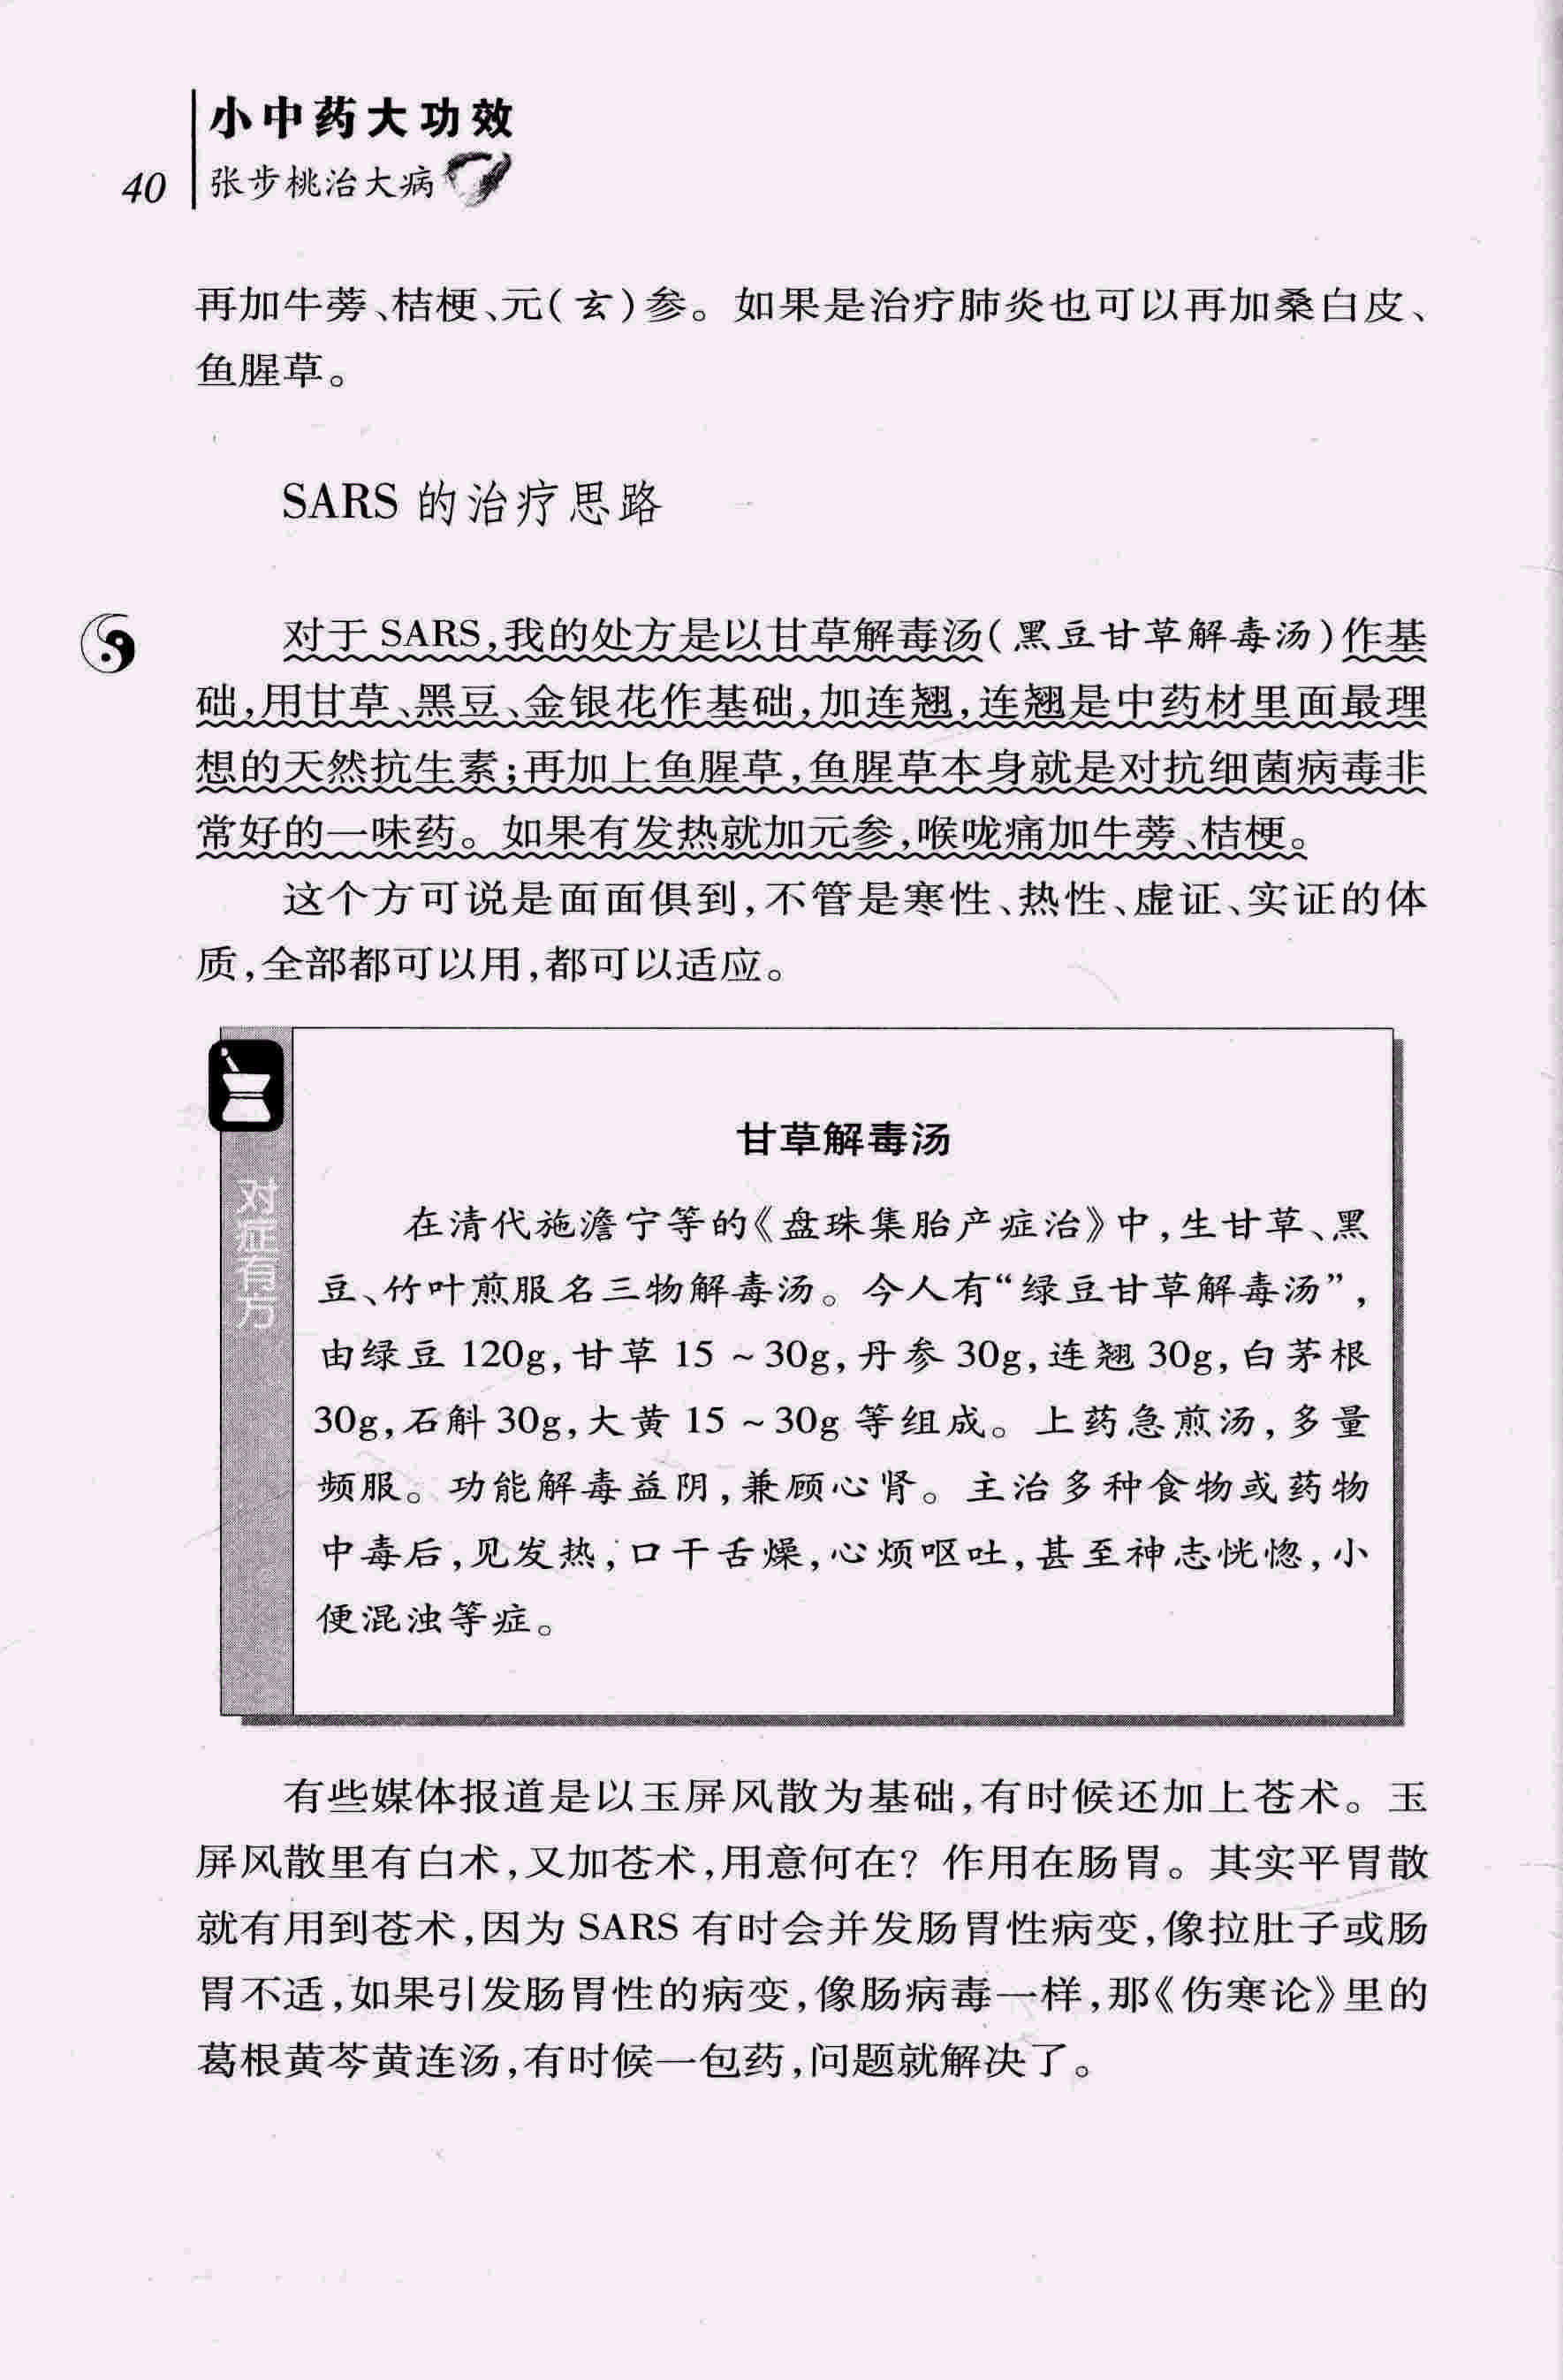 小中药大功效
40 张步桃治大病
再加牛蒡、桔梗、元(玄)参。如果是治疗肺炎也可以再加桑白皮、
鱼腥草。
SARS 的治疗思路
对于 SARS,我的处方是以甘草解毒汤(黑豆甘草解毒汤)作基
础,用甘草、黑豆、金银花作基础,加连翘,连翘是中药材里面最理
想的天然抗生素;再加上鱼腥草,鱼腥草本身就是对抗细菌病毒非
常好的一味药。如果有发热就加元参,喉咙痛加牛蒡、桔梗。
这个方可说是面面俱到,不管是寒性、热性、虚证、实证的体
质,全部都可以用,都可以适应。
对症有方
甘草解毒汤
在清代施澹宁等的《盘珠集胎产症治》中,生甘草、黑
豆、竹叶煎服名三物解毒汤。今人有“绿豆甘草解毒汤”,
由绿豆 120g,甘草 15 ~ 30g,丹参 30g,连翘 30g,白茅根
30g,石斛 30g,大黄 15 ~ 30g 等组成。上药急煎汤,多量
频服。功能解毒益阴,兼顾心肾。主治多种食物或药物
中毒后,见发热,口干舌燥,心烦呕吐,甚至神志恍惚,小
便混浊等症。
有些媒体报道是以玉屏风散为基础,有时候还加上苍术。玉
屏风散里有白术,又加苍术,用意何在? 作用在肠胃。其实平胃散
就有用到苍术,因为 SARS 有时会并发肠胃性病变,像拉肚子或肠
胃不适,如果引发肠胃性的病变,像肠病毒一样,那《伤寒论》里的
葛根黄芩黄连汤,有时候一包药,问题就解决了。